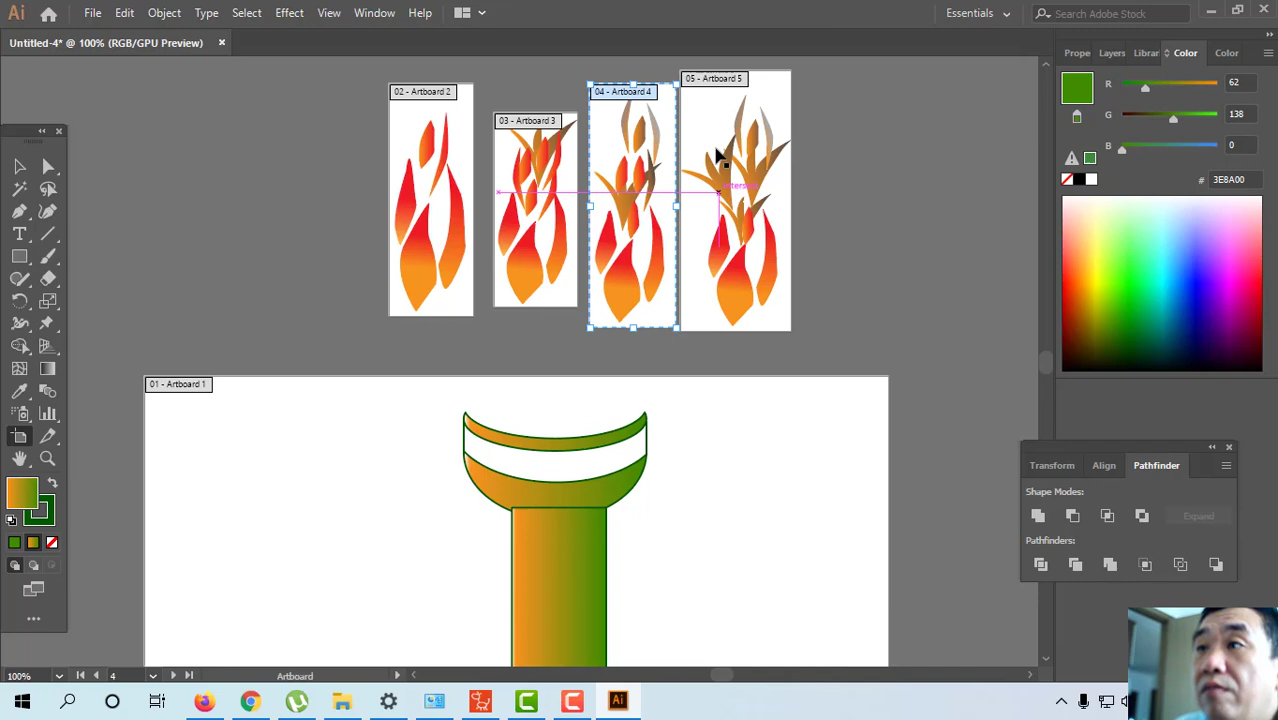 Ai File Edit Object Type Select Effect View Window Help Essentials Search Adobe Stock
Untitled-4* @ 100% (RGB/GPU Preview)
Prope Layers Librar Color Color
R 62
G 138
B 0
# 3E8A00
02 - Artboard 2
03 - Artboard 3
04 - Artboard 4
05 - Artboard 5
01 - Artboard 1
Transform Align Pathfinder
Shape Modes:
Expand
Pathfinders:
100% 4 Artboard
Ai